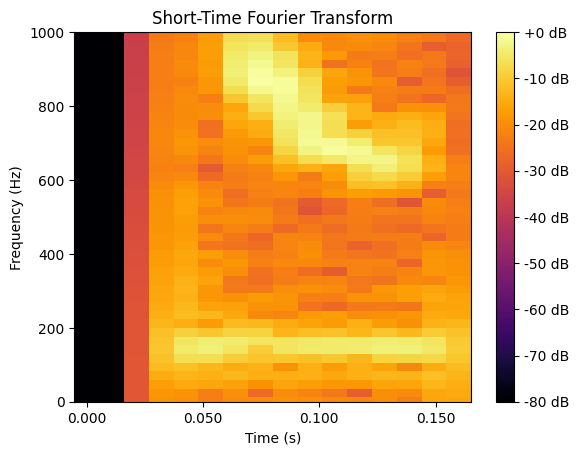 Short-Time Fourier Transform
1000
800
600
400
200
0
Frequency (Hz)
0.000
0.050
0.100
0.150
Time (s)
+0 dB
-10 dB
-20 dB
-30 dB
-40 dB
-50 dB
-60 dB
-70 dB
-80 dB